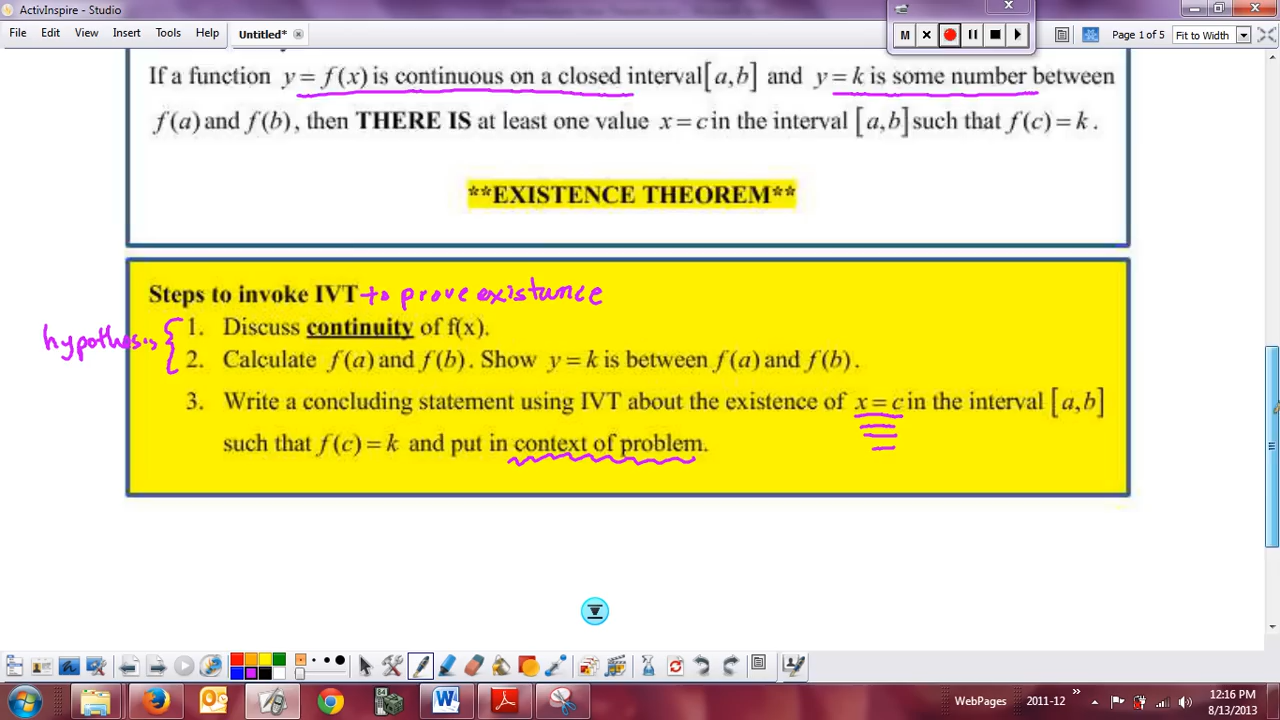 ActivInspire - Studio
File Edit View Insert Tools Help Untitled* Page 1 of 5 Fit to Width
M
If a function y = f(x) is continuous on a closed interval [a,b] and y = k is some number between
f(a) and f(b), then THERE IS at least one value x = c in the interval [a,b] such that f(c) = k.
**EXISTENCE THEOREM**
Steps to invoke IVT to prove existance
hypothesis
1. Discuss continuity of f(x).
2. Calculate f(a) and f(b). Show y = k is between f(a) and f(b).
3. Write a concluding statement using IVT about the existence of x = c in the interval [a,b]
such that f(c) = k and put in context of problem.
WebPages 2011-12 » 12:16 PM
8/13/2013